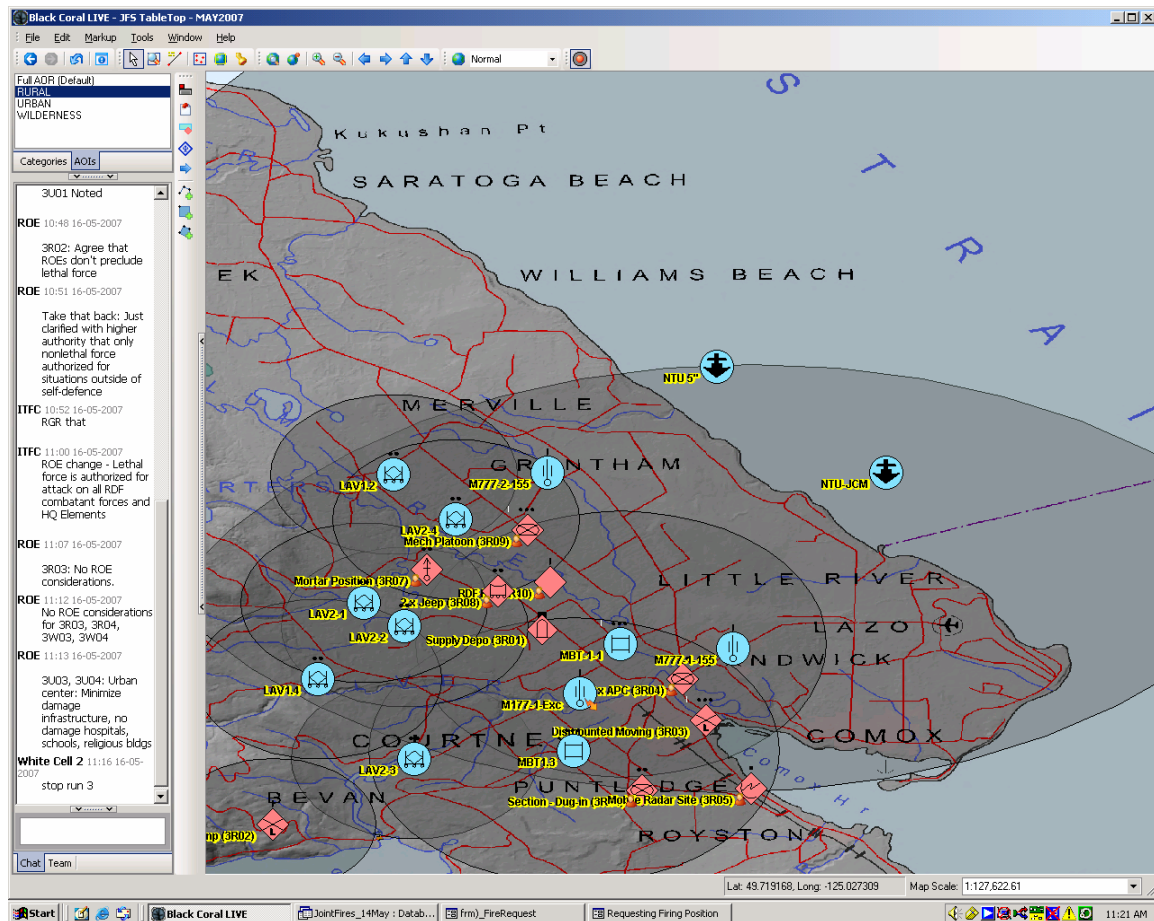 Black Coral LIVE - JFS TableTop - MAY2007
File Edit Markup Tools Window Help
Normal
Full AOR (Default)
RURAL
URBAN
WILDERNESS
Categories AOIs
3U01 Noted
ROE 10:48 16-05-2007
3R02: Agree that
ROEs don't preclude
lethal force
ROE 10:51 16-05-2007
Take that back: Just
clarified with higher
authority that only
nonlethal force
authorized for
situations outside of
self-defence
ITFC 10:52 16-05-2007
RGR that
ITFC 11:00 16-05-2007
ROE change - Lethal
force is authorized for
attack on all RDF
combatant forces and
HQ Elements
ROE 11:07 16-05-2007
3R03: No ROE
considerations.
ROE 11:12 16-05-2007
No ROE considerations
for 3R03, 3R04,
3W03, 3W04
ROE 11:13 16-05-2007
3U03, 3U04: Urban
center: Minimize
damage
infrastructure, no
damage hospitals,
schools, religious bldgs
White Cell 2 11:16 16-05-
2007
stop run 3
Chat Team
Kukushan Pt
SARATOGA BEACH
S T R A I
EK
WILLIAMS BEACH
NTU 5"
MERVILLE
GRANTHAM
LAV1.2
M777-2-155
NTU-JCM
ARTERS
Mech Platoon (3R09)
Mortar Position (3R07)
2 x Jeep (3R08)
LITTLE RIVER
LAV2-1
LAV2-2
Supply Depo (3R01)
LAZO
MBT-1-1
M777-1-155
NDWICK
LAV1.4
x APC (3R04)
M177-1-Exc
Dismounted Moving (3R03)
COURTNE
COMOX
LAV2-3
MBT1.3
Comox Hr
PUNTLEDGE
BEVAN
Section - Dug-in
Mobile Radar Site (3R05)
mp (3R02)
ROYSTON
Lat: 49.719168, Long: -125.027309 Map Scale: 1:127,622.61
Start Black Coral LIVE JointFires_14May : Datab... frm)_FireRequest Requesting Firing Position 11:21 AM